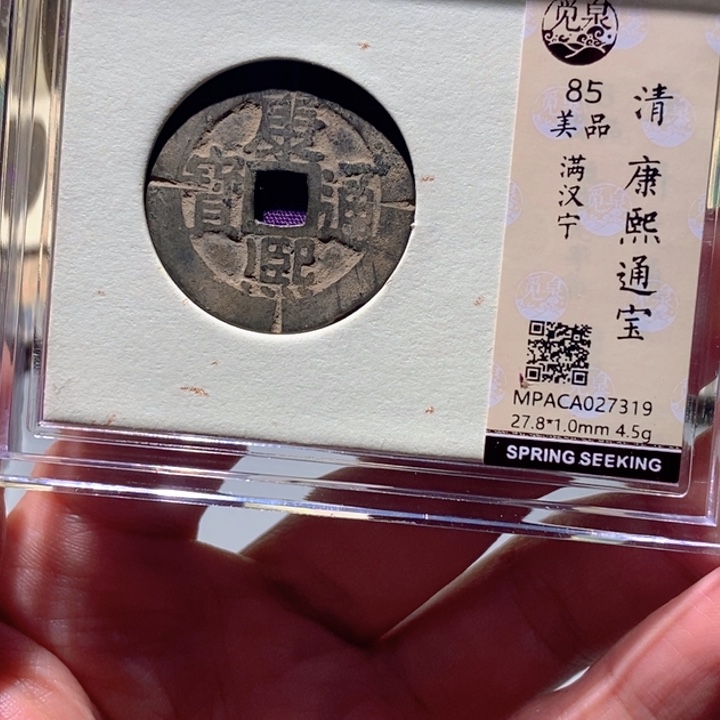 康熙通寶
觅泉
85
美品
满汉宁
清 康熙通宝
MPACA027319
27.8*1.0mm 4.5g
SPRING SEEKING